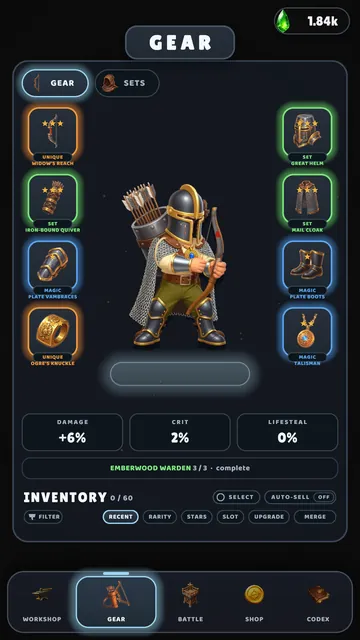 1.84k
GEAR
GEAR SETS
UNIQUE
WIDOW'S REACH
SET
GREAT HELM
SET
IRON-BOUND QUIVER
SET
MAIL CLOAK
MAGIC
PLATE VAMBRACES
MAGIC
PLATE BOOTS
UNIQUE
OGRE'S KNUCKLE
MAGIC
TALISMAN
DAMAGE CRIT LIFESTEAL
+6% 2% 0%
EMBERWOOD WARDEN 3/3 · complete
INVENTORY 0 / 60 SELECT AUTO-SELL OFF
FILTER RECENT RARITY STARS SLOT UPGRADE MERGE
WORKSHOP GEAR BATTLE SHOP CODEX